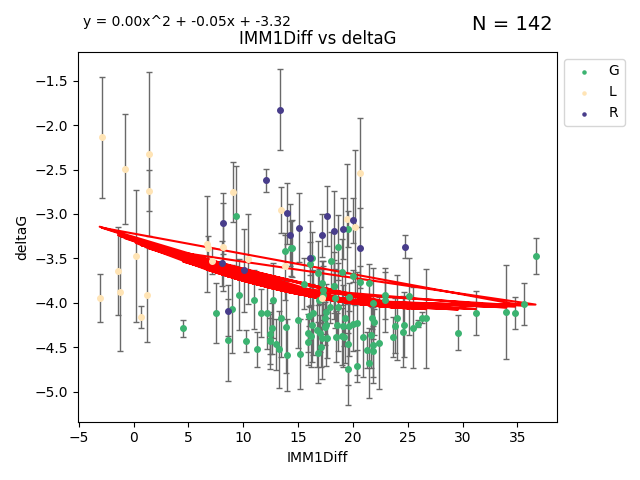 y = 0.00x^2 + -0.05x + -3.32
N = 142
IMM1Diff vs deltaG
G
L
R
−1.5
−2.0
−2.5
−3.0
−3.5
−4.0
−4.5
−5.0
deltaG
−5 0 5 10 15 20 25 30 35
IMM1Diff